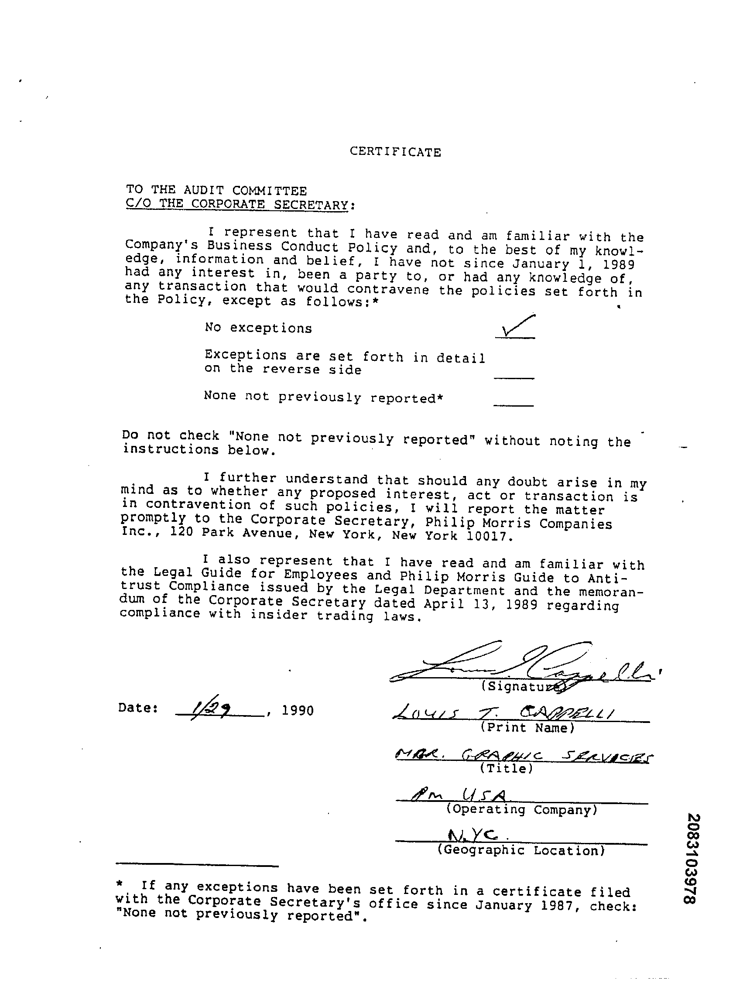 CERTIFICATE
TO THE AUDIT COMMITTEE
C/O THE CORPORATE SECRETARY:
I represent that I have read and am familiar with the
Company's Business Conduct Policy and, to the best of my knowl-
edge, information and belief, I have not since January 1, 1989
had any interest in, been a party to, or had any knowledge of,
any transaction that would contravene the policies set forth in
the Policy, except as follows:*
No exceptions ✓
Exceptions are set forth in detail
on the reverse side
None not previously reported*
Do not check "None not previously reported" without noting the
instructions below.
I further understand that should any doubt arise in my
mind as to whether any proposed interest, act or transaction is
in contravention of such policies, I will report the matter
promptly to the Corporate Secretary, Philip Morris Companies
Inc., 120 Park Avenue, New York, New York 10017.
I also represent that I have read and am familiar with
the Legal Guide for Employees and Philip Morris Guide to Anti-
trust Compliance issued by the Legal Department and the memoran-
dum of the Corporate Secretary dated April 13, 1989 regarding
compliance with insider trading laws.
Louis T. Cappelli
(Signature)
Date: 1/29, 1990
LOUIS T. CAPPELLI
(Print Name)
MGR. GRAPHIC SERVICES
(Title)
PM USA
(Operating Company)
N.YC.
(Geographic Location)
* If any exceptions have been set forth in a certificate filed
with the Corporate Secretary's office since January 1987, check:
"None not previously reported".
2083103978